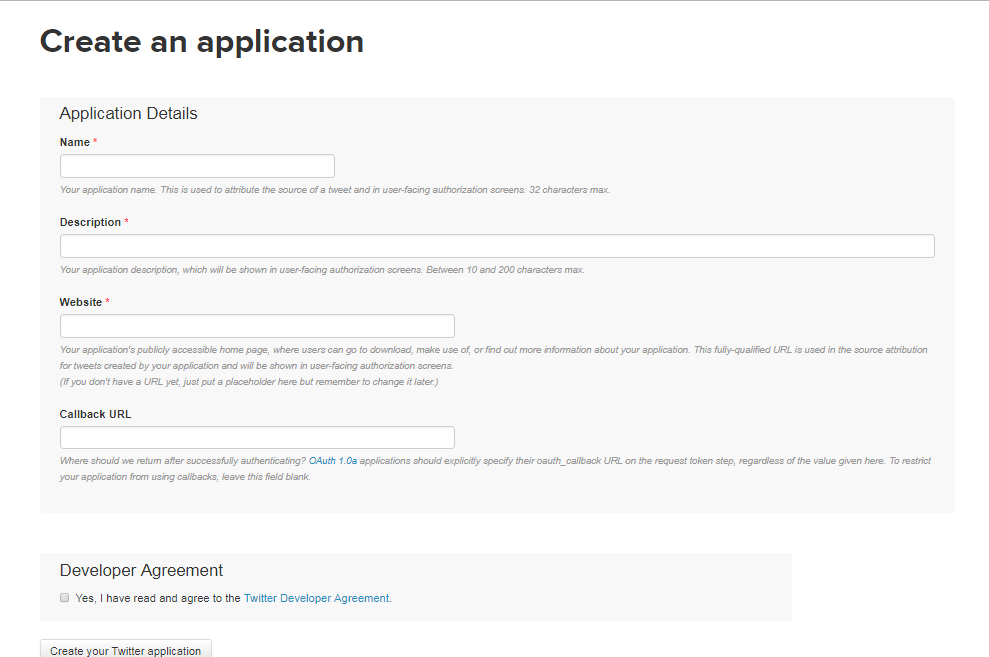 Create an application
Application Details
Name *
Your application name. This is used to attribute the source of a tweet and in user-facing authorization screens. 32 characters max.
Description *
Your application description, which will be shown in user-facing authorization screens. Between 10 and 200 characters max.
Website *
Your application's publicly accessible home page, where users can go to download, make use of, or find out more information about your application. This fully-qualified URL is used in the source attribution
for tweets created by your application and will be shown in user-facing authorization screens.
(If you don't have a URL yet, just put a placeholder here but remember to change it later.)
Callback URL
Where should we return after successfully authenticating? OAuth 1.0a applications should explicitly specify their oauth_callback URL on the request token step, regardless of the value given here. To restrict
your application from using callbacks, leave this field blank.
Developer Agreement
Yes, I have read and agree to the Twitter Developer Agreement.
Create your Twitter application